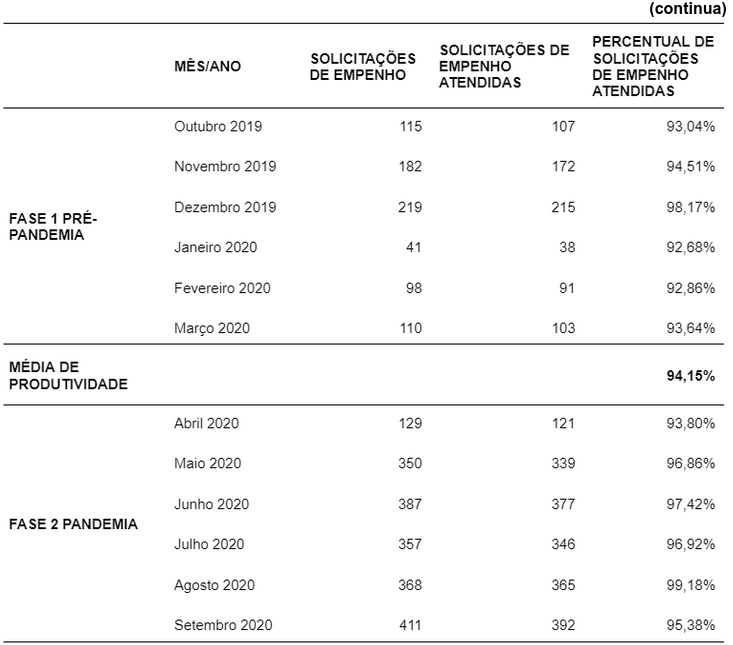 (continua)
MÊS/ANO SOLICITAÇÕES DE EMPENHO SOLICITAÇÕES DE EMPENHO ATENDIDAS PERCENTUAL DE SOLICITAÇÕES DE EMPENHO ATENDIDAS
FASE 1 PRÉ-PANDEMIA
Outubro 2019 115 107 93,04%
Novembro 2019 182 172 94,51%
Dezembro 2019 219 215 98,17%
Janeiro 2020 41 38 92,68%
Fevereiro 2020 98 91 92,86%
Março 2020 110 103 93,64%
MÉDIA DE PRODUTIVIDADE 94,15%
FASE 2 PANDEMIA
Abril 2020 129 121 93,80%
Maio 2020 350 339 96,86%
Junho 2020 387 377 97,42%
Julho 2020 357 346 96,92%
Agosto 2020 368 365 99,18%
Setembro 2020 411 392 95,38%